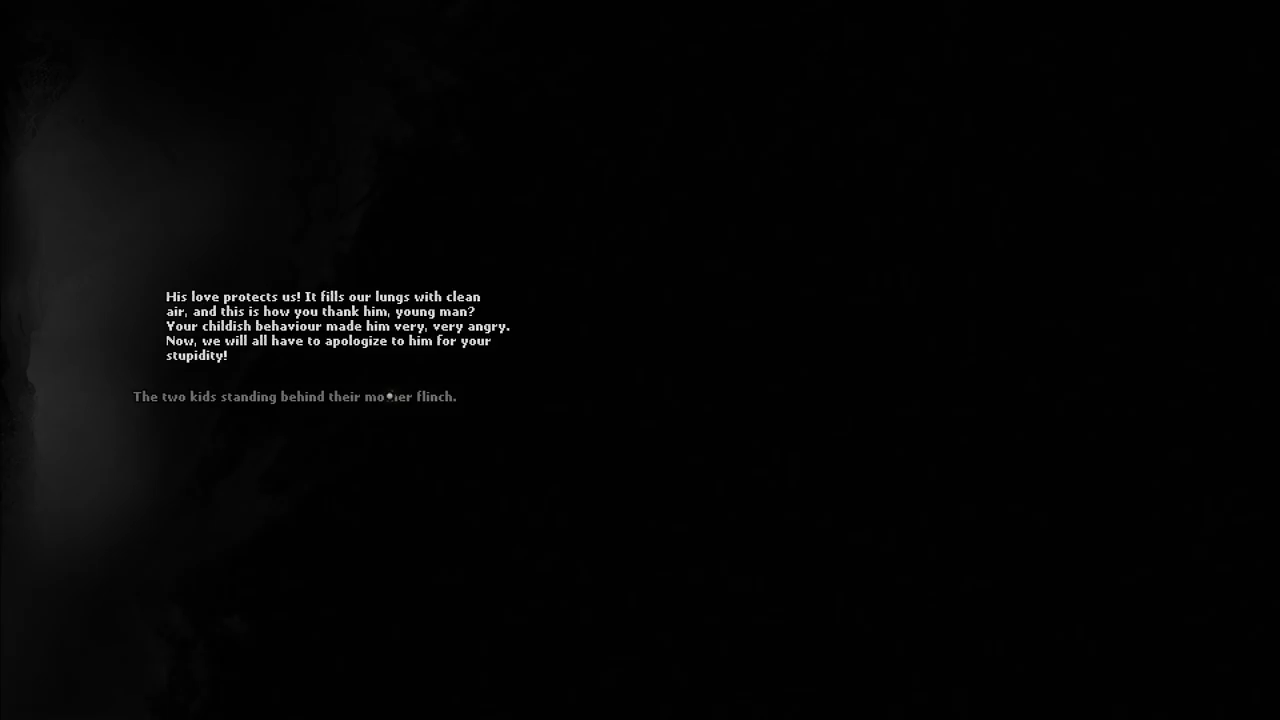 His love protects us! It fills our lungs with clean
air, and this is how you thank him, young man?
Your childish behaviour made him very, very angry.
Now, we will all have to apologize to him for your
stupidity!
The two kids standing behind their mother flinch.